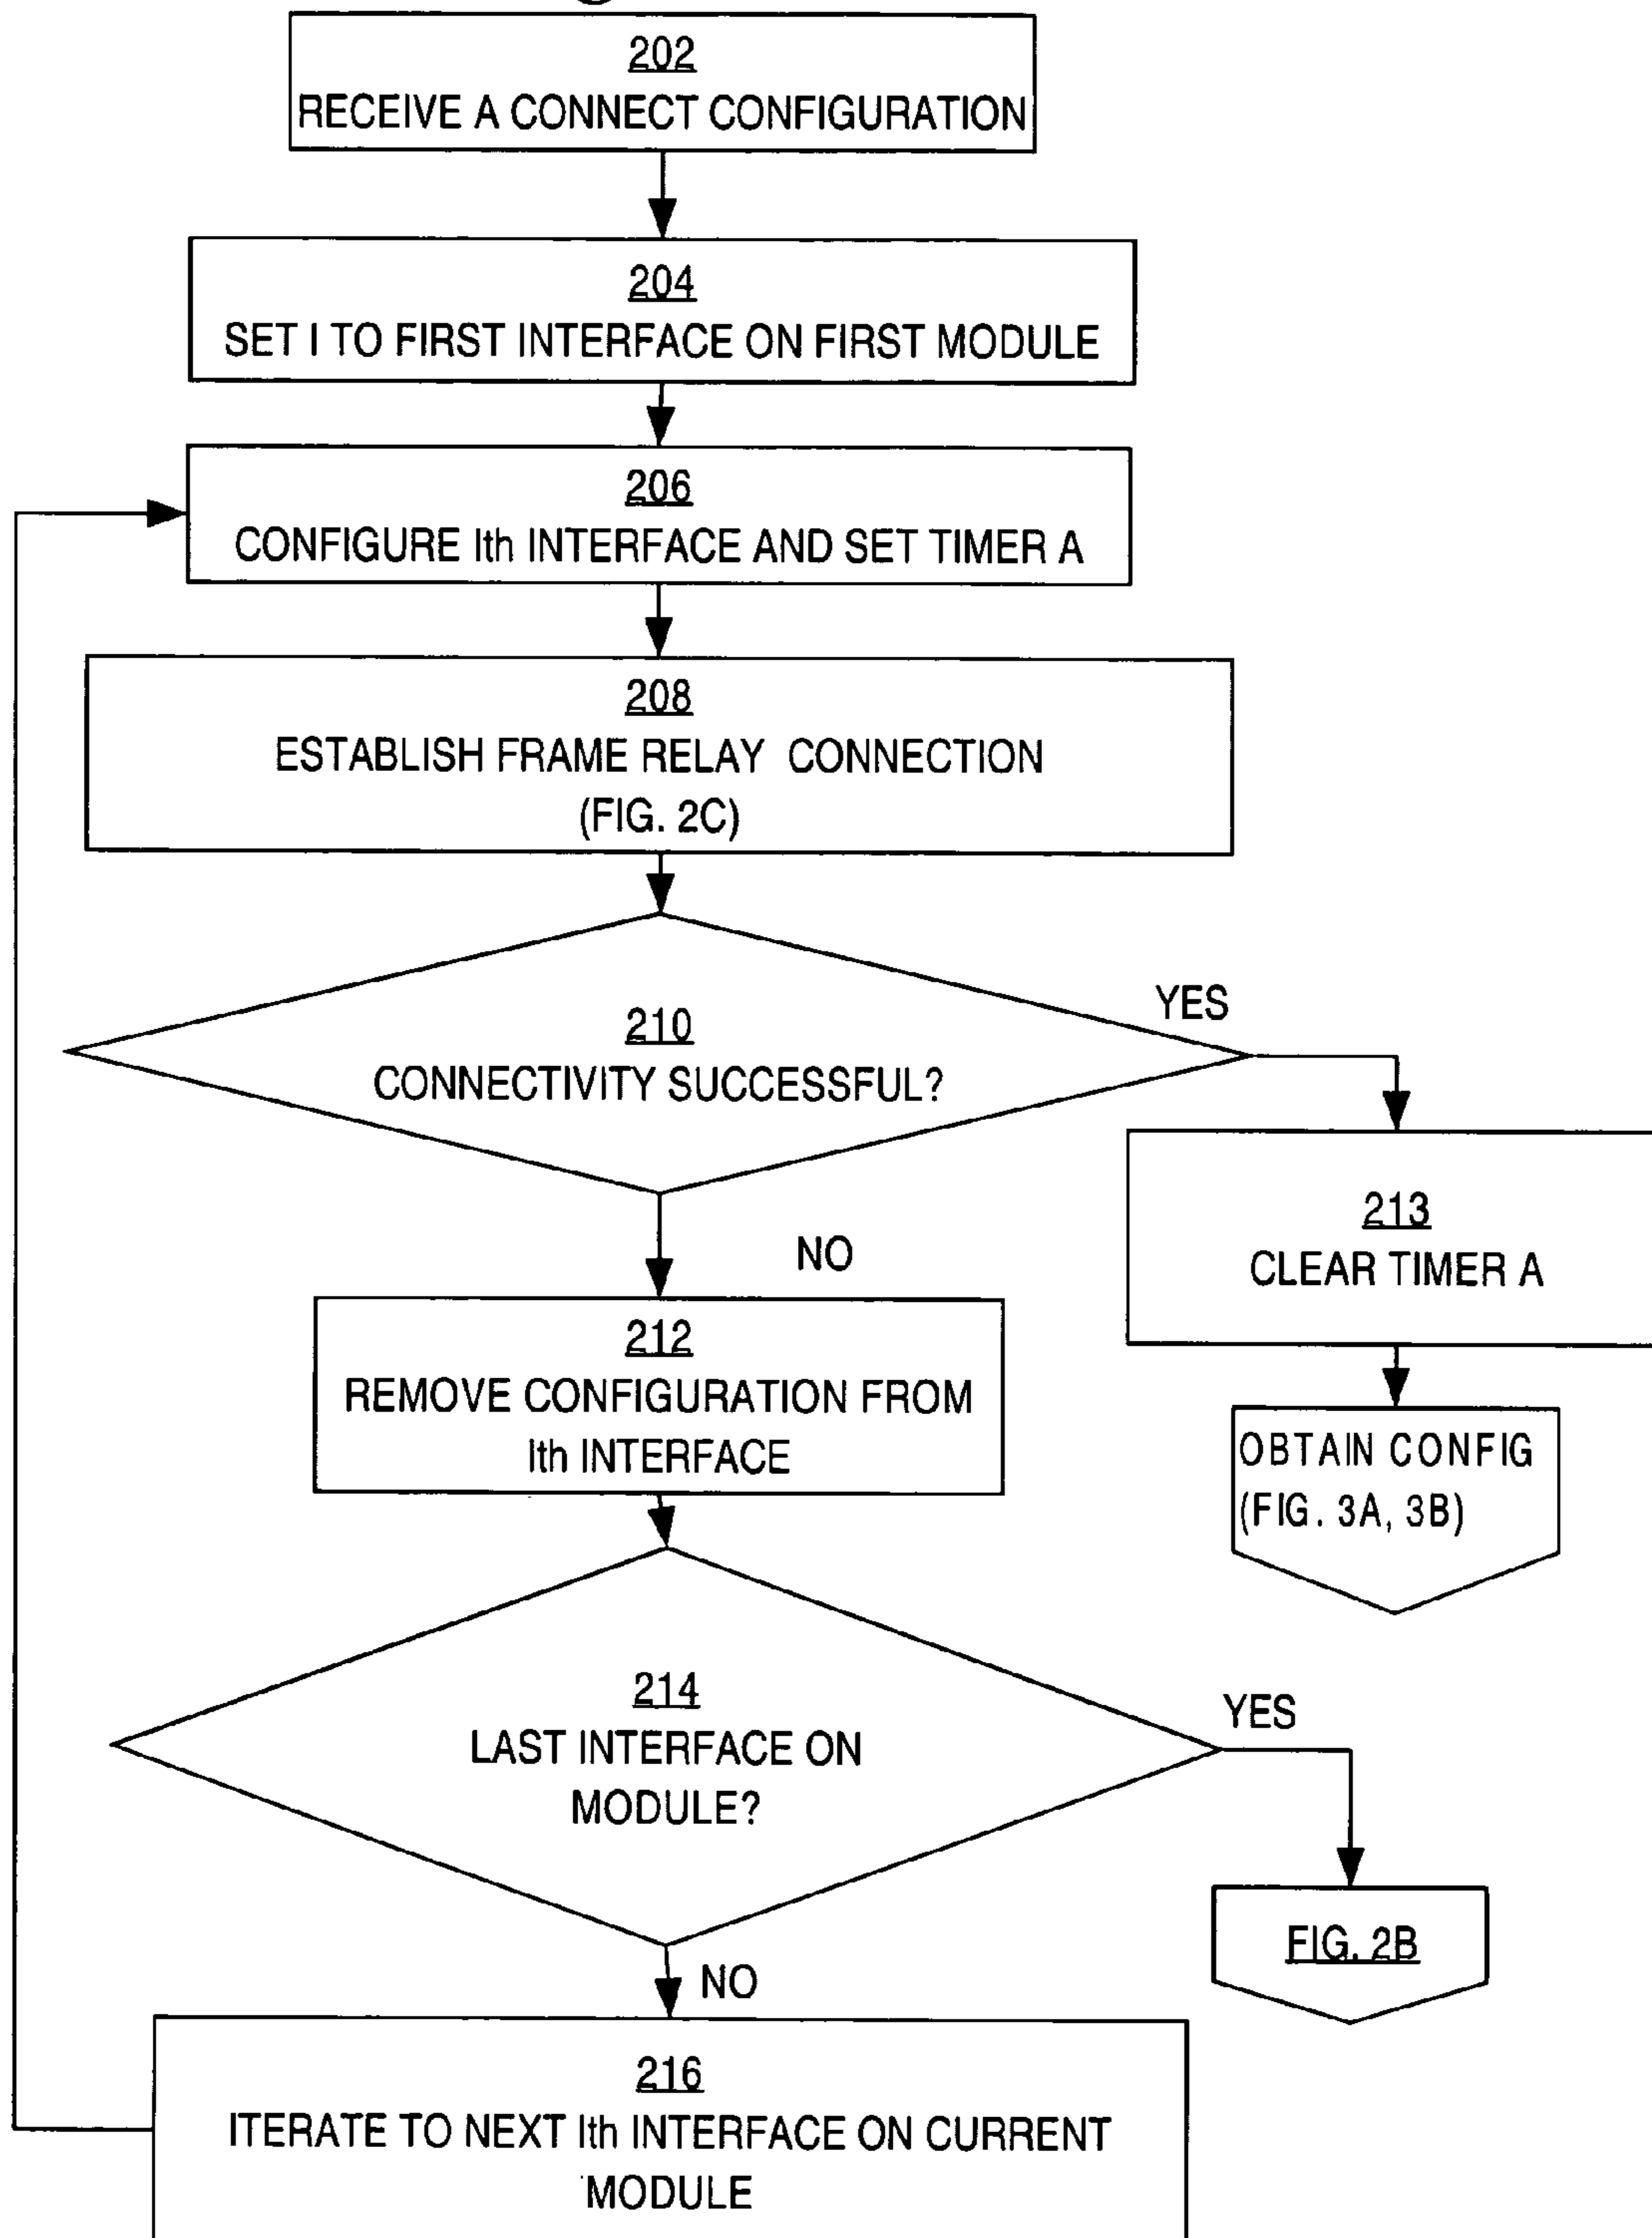 202
RECEIVE A CONNECT CONFIGURATION
204
SET I TO FIRST INTERFACE ON FIRST MODULE
206
CONFIGURE Ith INTERFACE AND SET TIMER A
208
ESTABLISH FRAME RELAY CONNECTION
(FIG. 2C)
210
CONNECTIVITY SUCCESSFUL?
YES
213
CLEAR TIMER A
OBTAIN CONFIG
(FIG. 3A, 3B)
NO
212
REMOVE CONFIGURATION FROM
Ith INTERFACE
214
LAST INTERFACE ON
MODULE?
YES
FIG. 2B
NO
216
ITERATE TO NEXT Ith INTERFACE ON CURRENT
MODULE